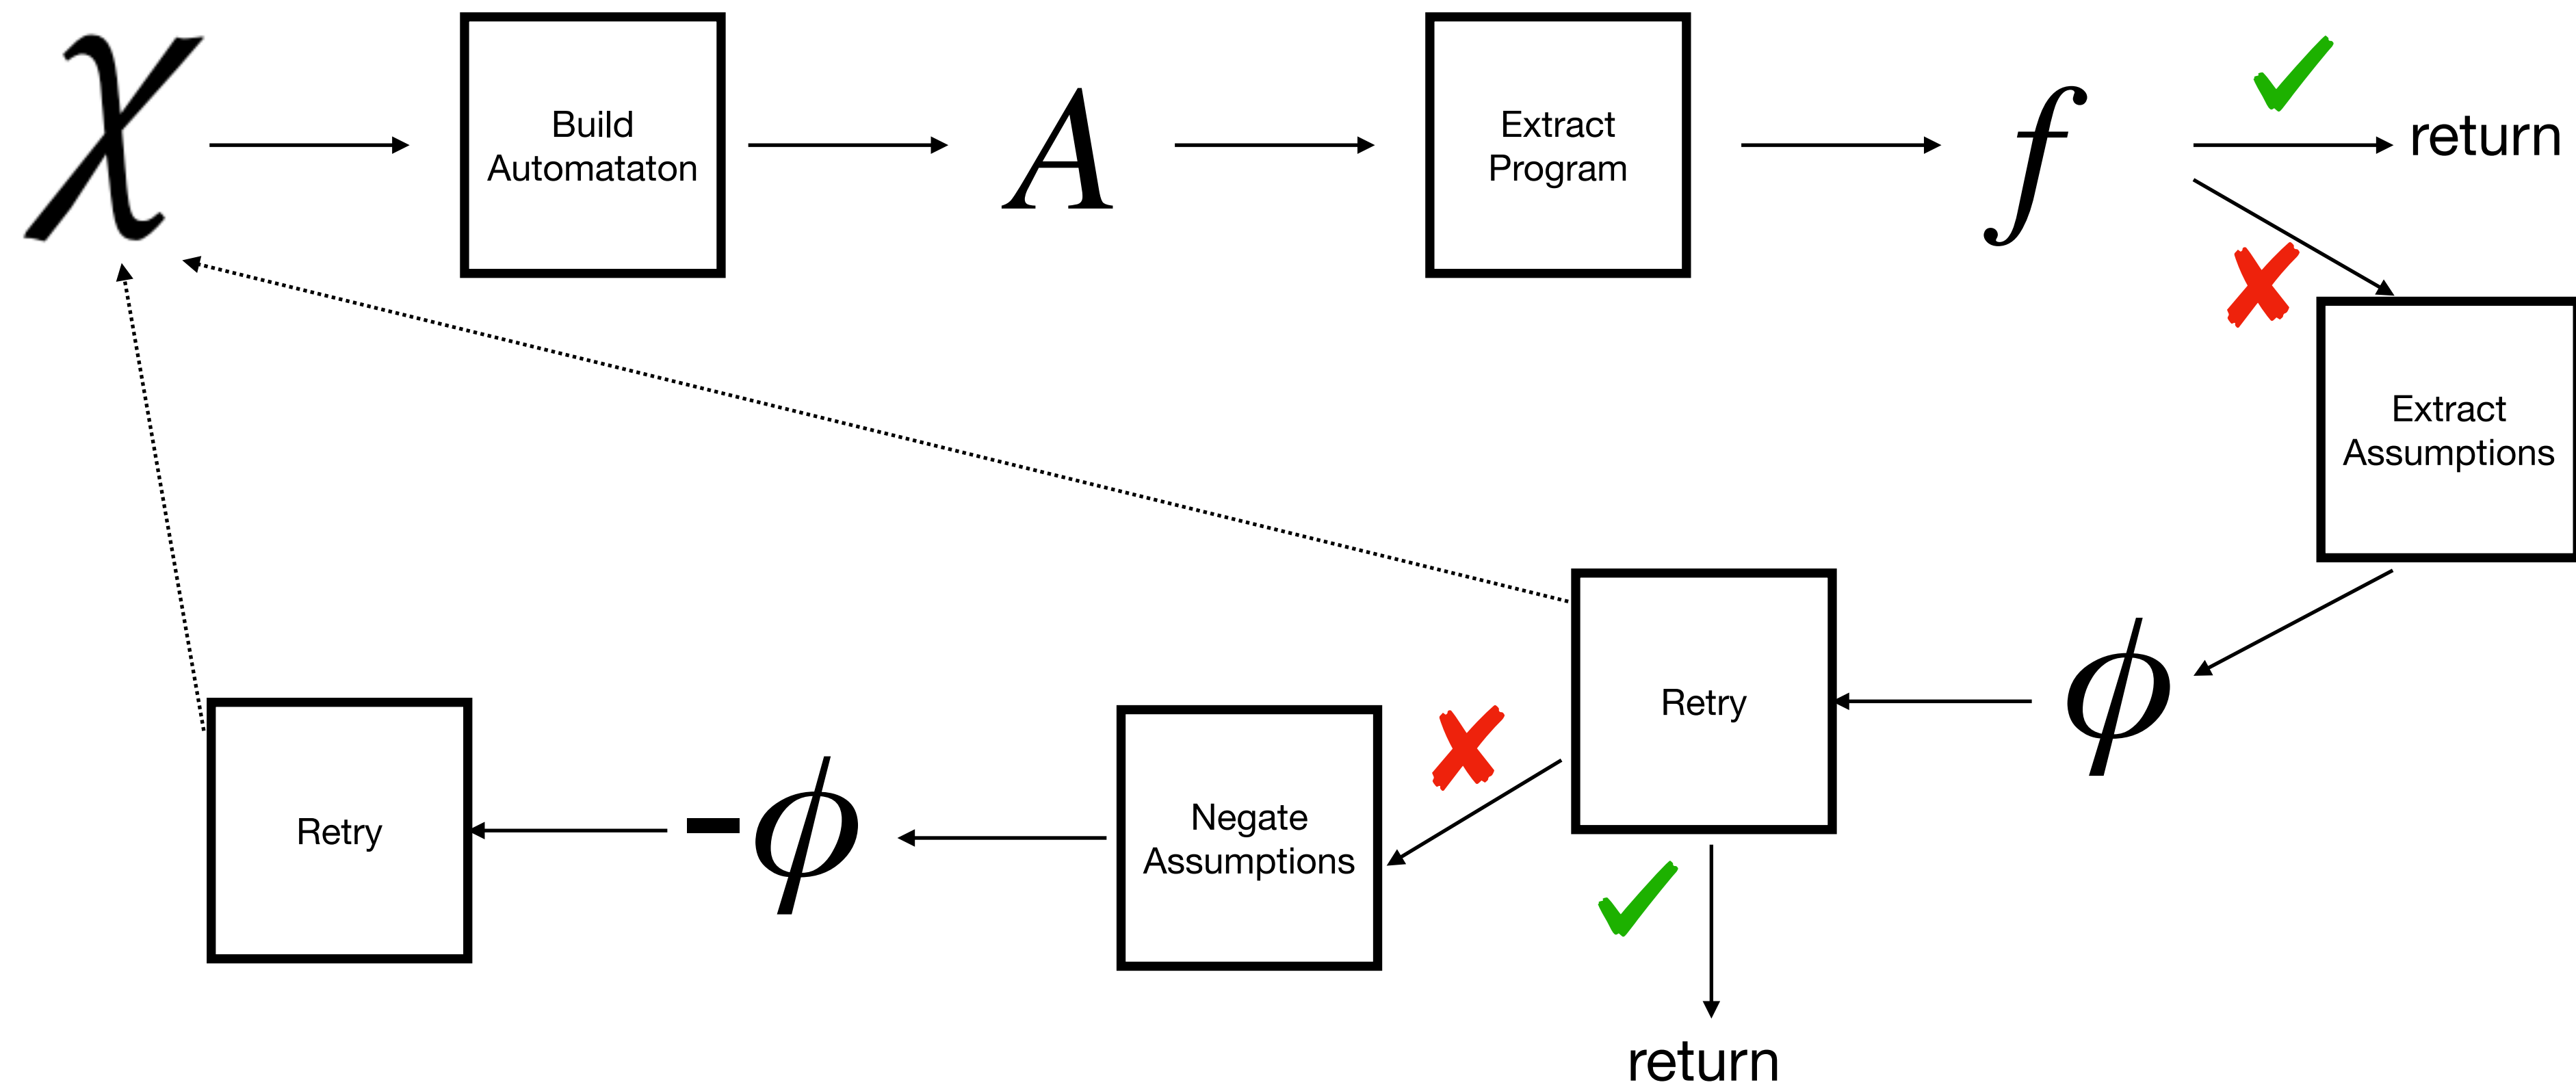 χ
Build
Automataton
A
Extract
Program
f
return
Extract
Assumptions
ϕ
Retry
Negate
Assumptions
-ϕ
Retry
return